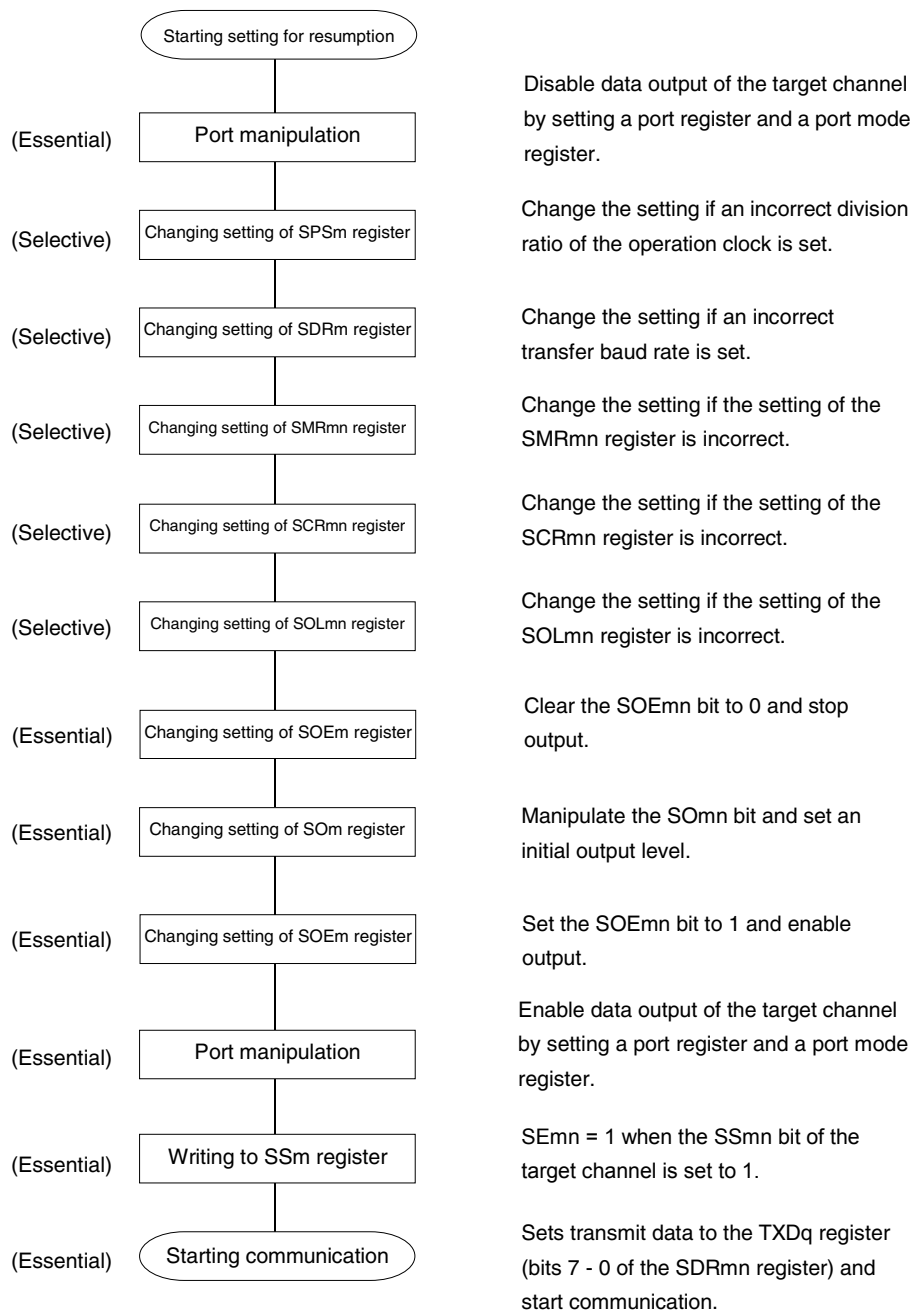 Starting setting for resumption
(Essential)
Port manipulation
Disable data output of the target channel
by setting a port register and a port mode
register.
(Selective)
Changing setting of SPSm register
Change the setting if an incorrect division
ratio of the operation clock is set.
(Selective)
Changing setting of SDRm register
Change the setting if an incorrect
transfer baud rate is set.
(Selective)
Changing setting of SMRmn register
Change the setting if the setting of the
SMRmn register is incorrect.
(Selective)
Changing setting of SCRmn register
Change the setting if the setting of the
SCRmn register is incorrect.
(Selective)
Changing setting of SOLmn register
Change the setting if the setting of the
SOLmn register is incorrect.
(Essential)
Changing setting of SOEm register
Clear the SOEmn bit to 0 and stop
output.
(Essential)
Changing setting of SOm register
Manipulate the SOmn bit and set an
initial output level.
(Essential)
Changing setting of SOEm register
Set the SOEmn bit to 1 and enable
output.
(Essential)
Port manipulation
Enable data output of the target channel
by setting a port register and a port mode
register.
(Essential)
Writing to SSm register
SEmn = 1 when the SSmn bit of the
target channel is set to 1.
(Essential)
Starting communication
Sets transmit data to the TXDq register
(bits 7 - 0 of the SDRmn register) and
start communication.